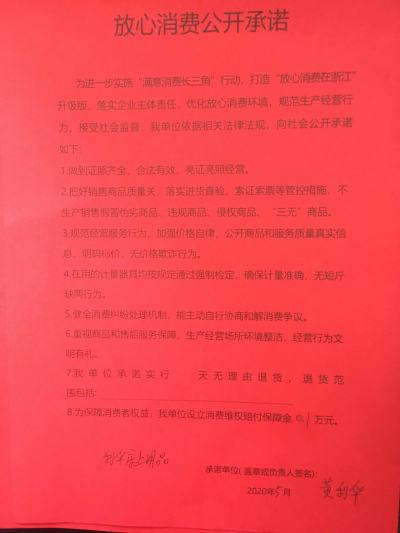 放心消费公开承诺
为进一步实施“满意消费长三角”行动，打造“放心消费在浙江”
升级版，落实企业主体责任，优化放心消费环境，规范生产经营行
为，接受社会监督，我单位依据相关法律法规，向社会公开承诺
如下：
1.做到证照齐全，合法有效，亮证亮照经营。
2.把好销售商品质量关，落实进货查验，索证索票等管控措施，不
生产销售假冒伪劣商品、违规商品、侵权商品、“三无”商品。
3.规范经营服务行为，加强价格自律，公开商品和服务质量真实信
息，明码标价，无价格欺诈行为。
4.在用的计量器具均按规定通过强制检定，确保计量准确，无短斤
缺两行为。
5.健全消费纠纷处理机制，能主动自行协商和解消费争议。
6.重视商品和售后服务保障，生产经营场所环境整洁，经营行为文
明有礼。
7.我单位承诺实行 天无理由退货，退货范
围包括:
8.为保障消费者权益，我单位设立消费维权赔付保障金 0.1 万元。
利华床上用品
承诺单位(盖章或负责人签名):
2020年5月 黄利华